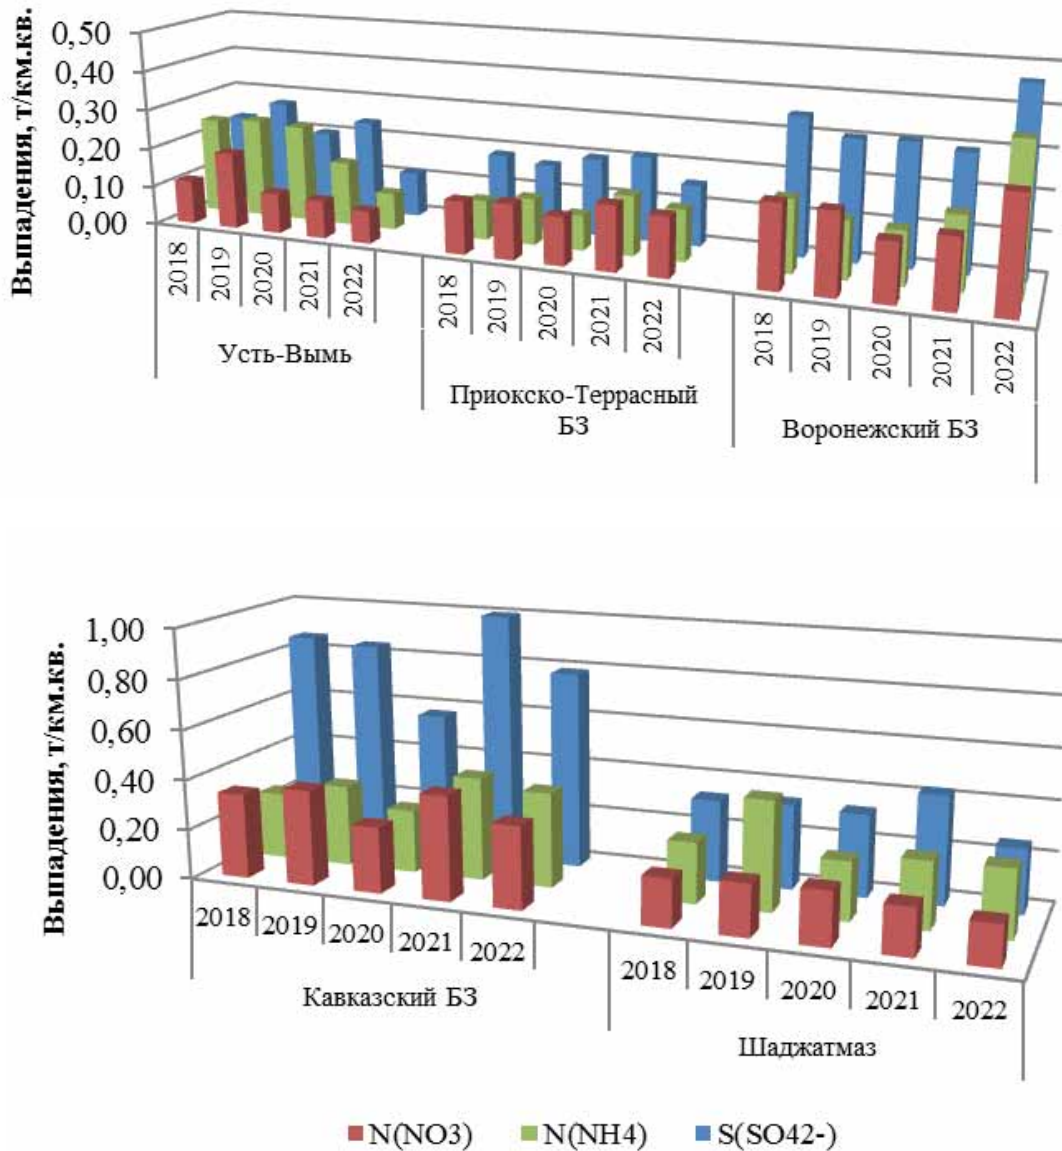 Выпадения, т/км.кв.
0,50
0,40
0,30
0,20
0,10
0,00
2018 2019 2020 2021 2022 2018 2019 2020 2021 2022 2018 2019 2020 2021 2022
Усть-Вымь
Приокско-Террасный
БЗ
Воронежский БЗ
Выпадения, т/км.кв.
1,00
0,80
0,60
0,40
0,20
0,00
2018 2019 2020 2021 2022 2018 2019 2020 2021 2022
Кавказский БЗ
Шаджатмаз
N(NO3) N(NH4) S(SO42-)